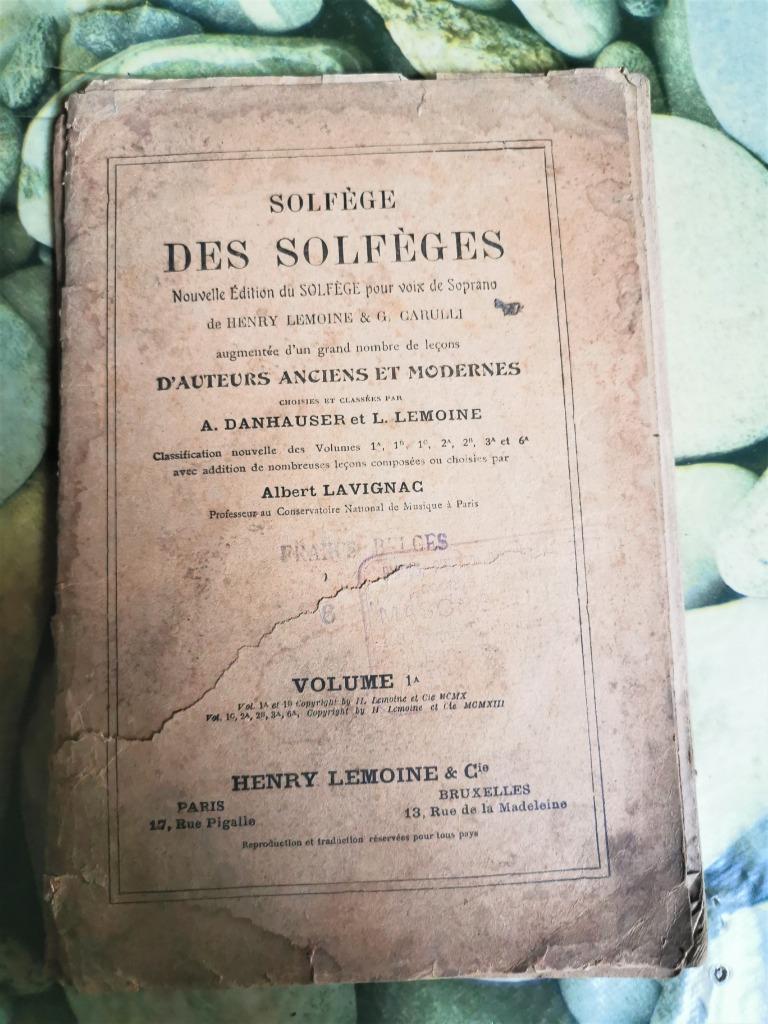 SOLFÈGE
DES SOLFÈGES
Nouvelle Édition du SOLFÈGE pour voix de Soprano
de HENRY LEMOINE & G. CARULLI
augmentée d'un grand nombre de leçons
D'AUTEURS ANCIENS ET MODERNES
CHOISIES ET CLASSÉES PAR
A. DANHAUSER et L. LEMOINE
Classification nouvelle des Volumes 1ᴬ, 1ᴮ, 1ᶜ, 2ᴬ, 2ᴮ, 3ᴬ et 6ᴬ
avec addition de nombreuses leçons composées ou choisies par
Albert LAVIGNAC
Professeur au Conservatoire National de Musique à Paris
FRANCS BELGES
6
VOLUME 1ᴬ
Vol. 1ᴬ et 1ᴮ Copyright by H. Lemoine et Cie MCMX
Vol. 1C, 2ᴬ, 2ᴮ, 3ᴬ, 6ᴬ, Copyright by H Lemoine et Cie MCMXIII
HENRY LEMOINE & Cⁱᵉ
PARIS
17, Rue Pigalle
BRUXELLES
13, Rue de la Madeleine
Reproduction et traduction réservées pour tous pays